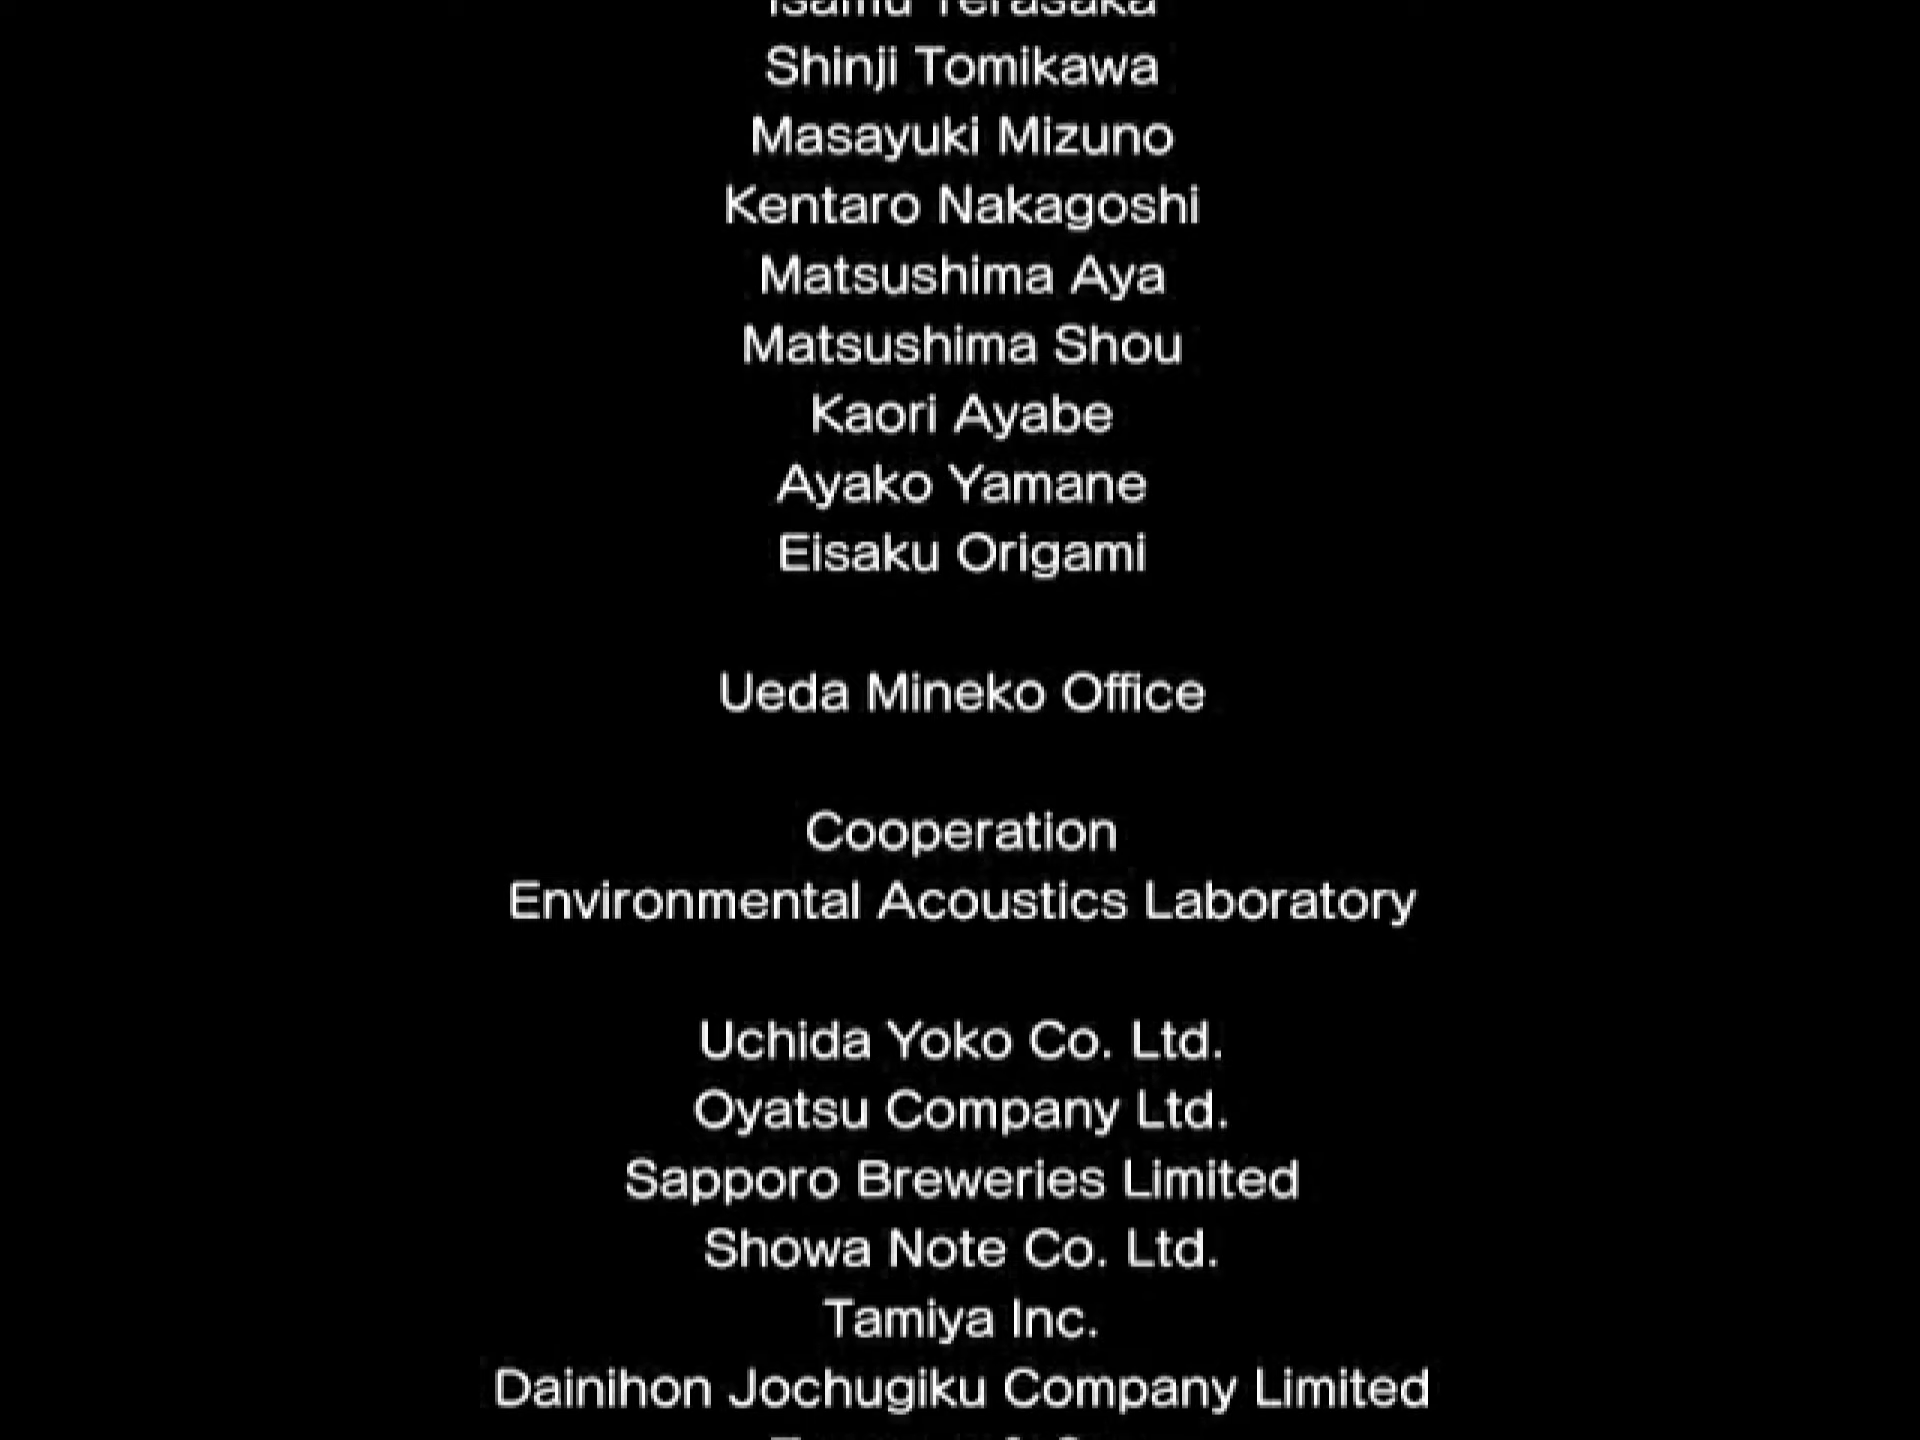 Isamu Terasaka
Shinji Tomikawa
Masayuki Mizuno
Kentaro Nakagoshi
Matsushima Aya
Matsushima Shou
Kaori Ayabe
Ayako Yamane
Eisaku Origami
Ueda Mineko Office
Cooperation
Environmental Acoustics Laboratory
Uchida Yoko Co. Ltd.
Oyatsu Company Ltd.
Sapporo Breweries Limited
Showa Note Co. Ltd.
Tamiya Inc.
Dainihon Jochugiku Company Limited